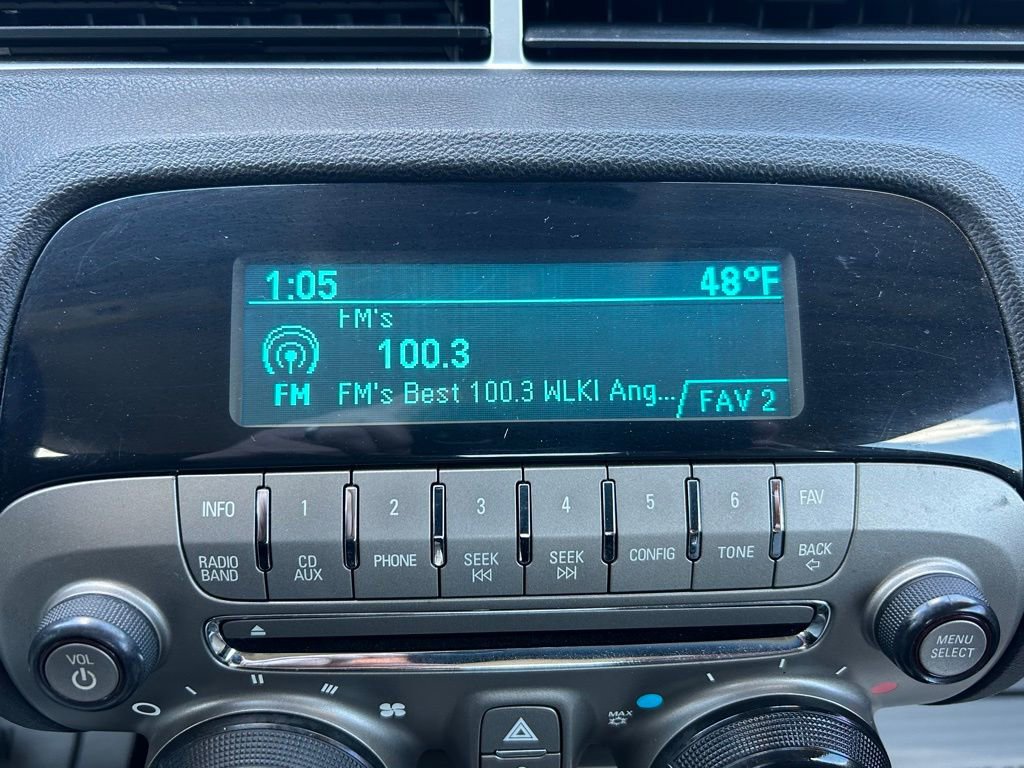 1:05 48°F
FM's
100.3
FM
FM's Best 100.3 WLKI Ang...
FAV 2
INFO 1 2 3 4 5 6 FAV
RADIO BAND CD AUX PHONE SEEK SEEK CONFIG TONE BACK
VOL
MENU SELECT
MAX